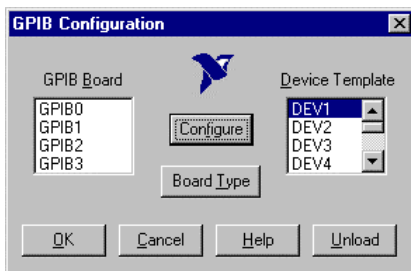 GPIB Configuration
GPIB Board
Device Template
GPIB0
GPIB1
GPIB2
GPIB3
Configure
Board Type
DEV1
DEV2
DEV3
DEV4
OK
Cancel
Help
Unload